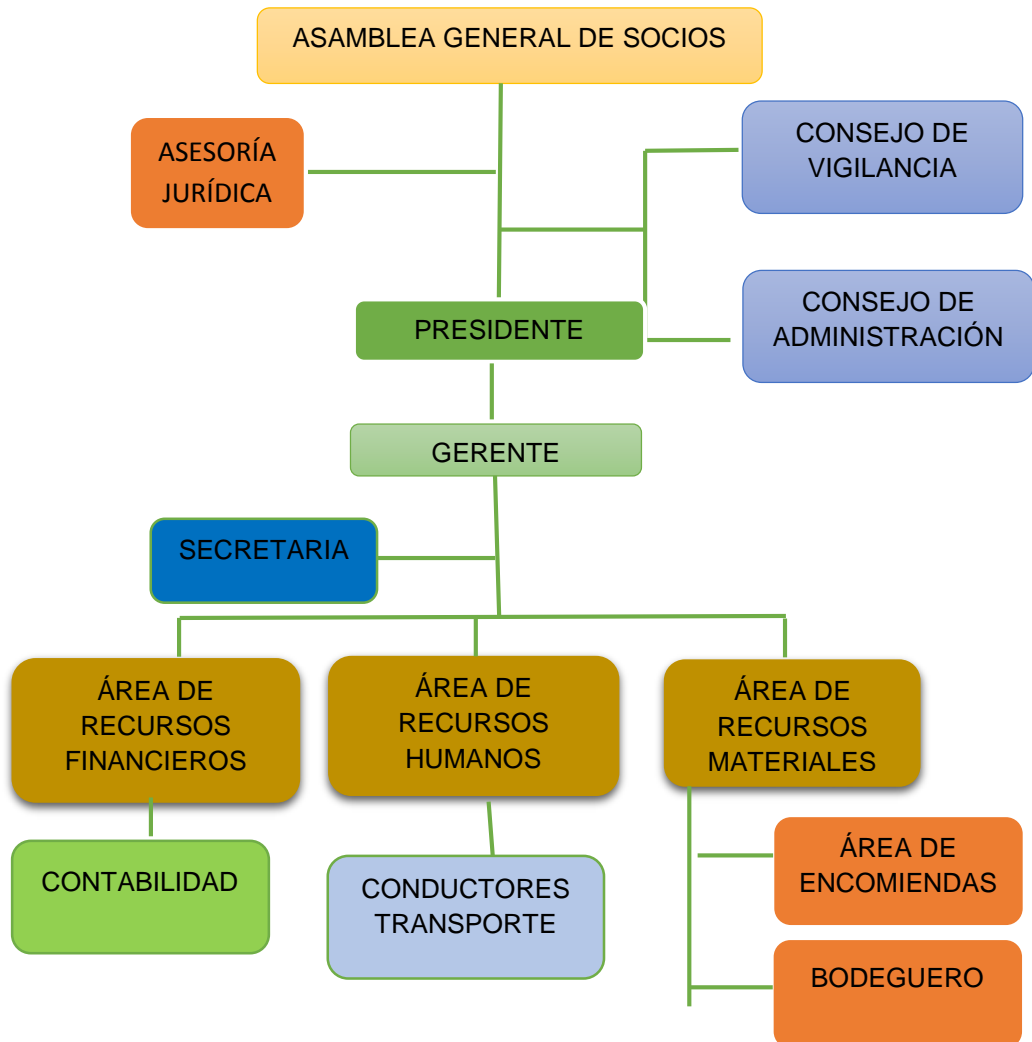 ASAMBLEA GENERAL DE SOCIOS
ASESORÍA
JURÍDICA
CONSEJO DE
VIGILANCIA
PRESIDENTE
CONSEJO DE
ADMINISTRACIÓN
GERENTE
SECRETARIA
ÁREA DE
RECURSOS
FINANCIEROS
ÁREA DE
RECURSOS
HUMANOS
ÁREA DE
RECURSOS
MATERIALES
CONTABILIDAD
CONDUCTORES
TRANSPORTE
ÁREA DE
ENCOMIENDAS
BODEGUERO